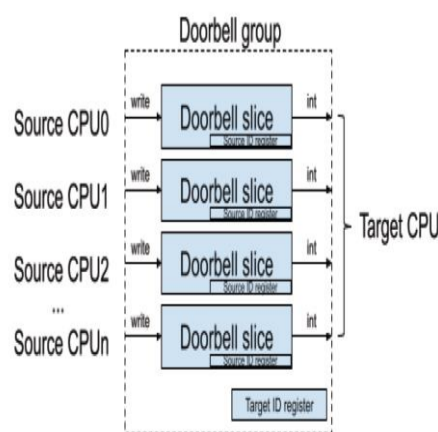 Doorbell group
Source CPU0
write
Doorbell slice
Source ID register
int
Source CPU1
write
Doorbell slice
Source ID register
int
Target CPU
Source CPU2
write
Doorbell slice
Source ID register
int
...
Source CPUn
write
Doorbell slice
Source ID register
int
Target ID register